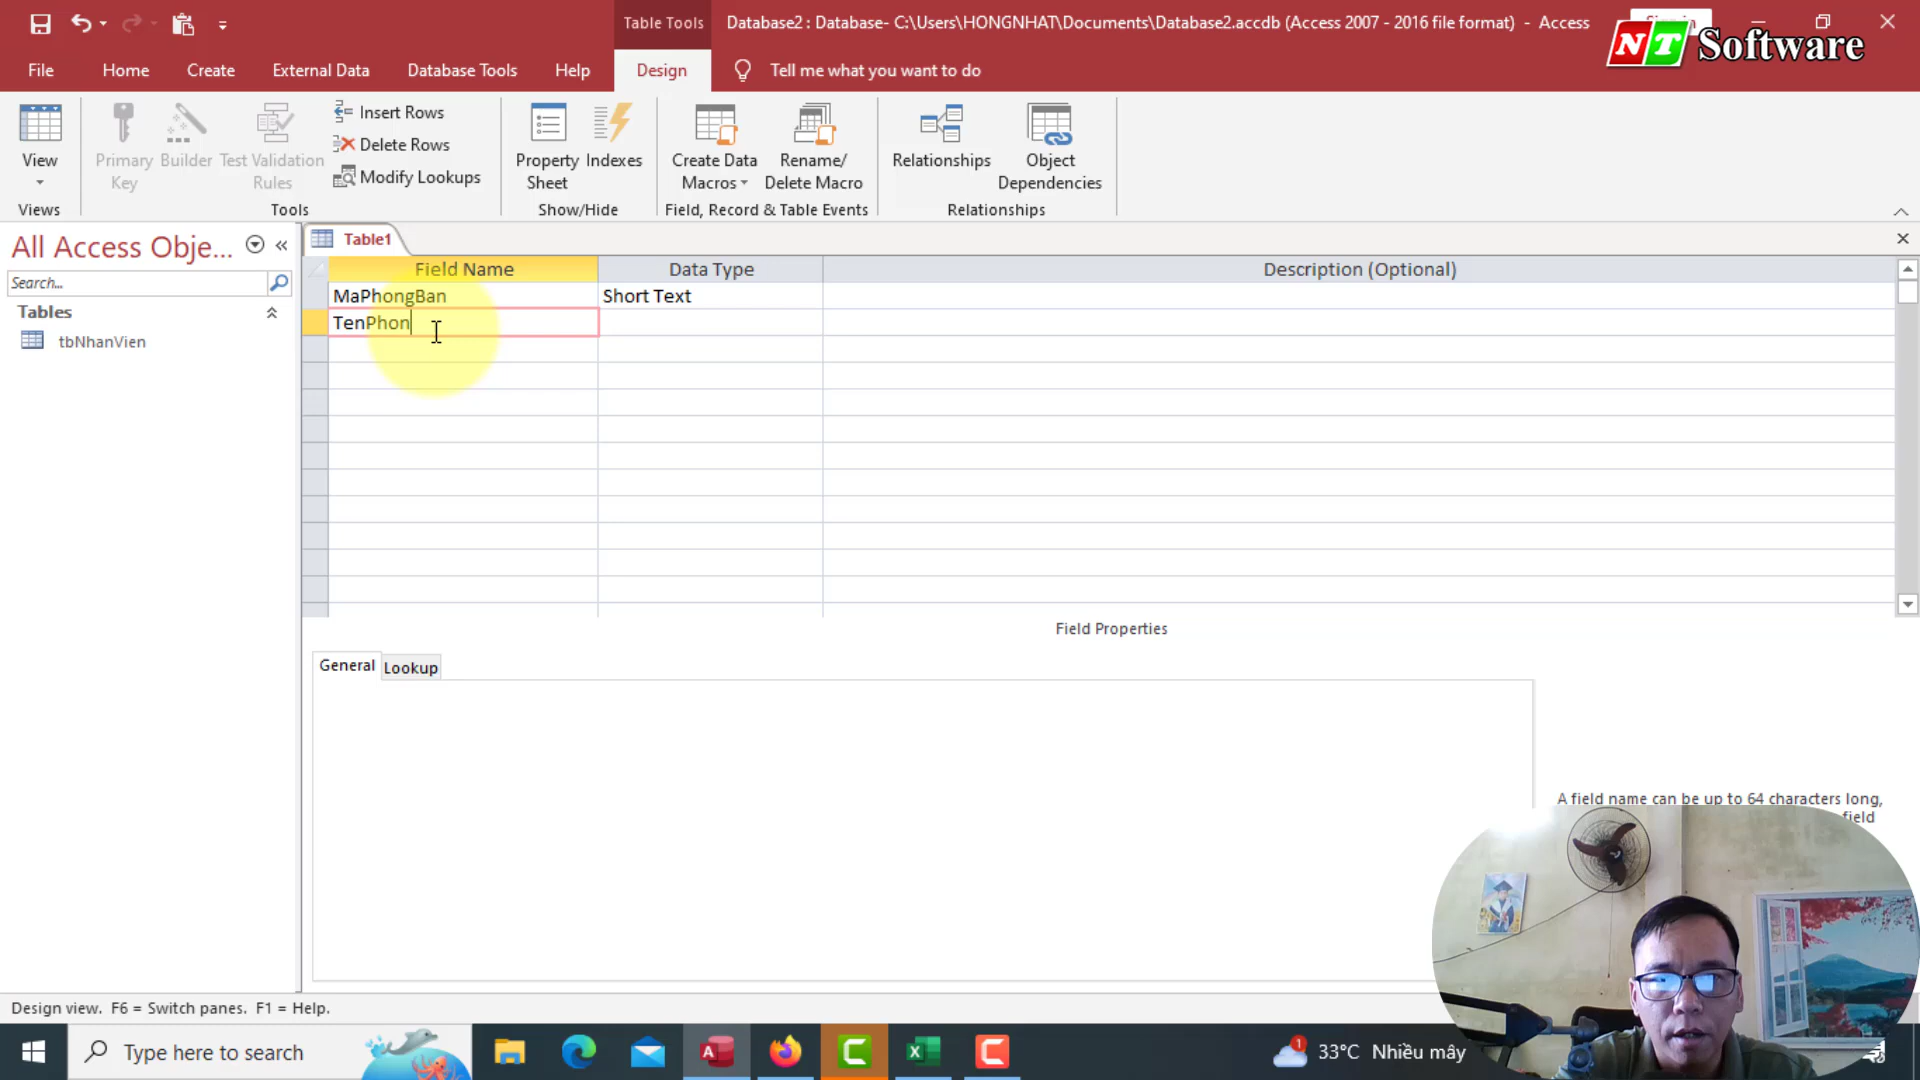 Table Tools
Database2 : Database- C:\Users\HONGNHAT\Documents\Database2.accdb (Access 2007 - 2016 file format) - Access
NT Software
File
Home
Create
External Data
Database Tools
Help
Design
Tell me what you want to do
View
Primary Key
Builder
Test Validation Rules
Insert Rows
Delete Rows
Modify Lookups
Property Sheet
Indexes
Create Data Macros
Rename/ Delete Macro
Relationships
Object Dependencies
Views
Tools
Show/Hide
Field, Record & Table Events
Relationships
All Access Obje...
Search...
Tables
tbNhanVien
Table1
Field Name
Data Type
Description (Optional)
MaPhongBan
Short Text
TenPhon
Field Properties
General
Lookup
A field name can be up to 64 characters long,
field
Design view. F6 = Switch panes. F1 = Help.
Type here to search
1
33°C Nhiều mây